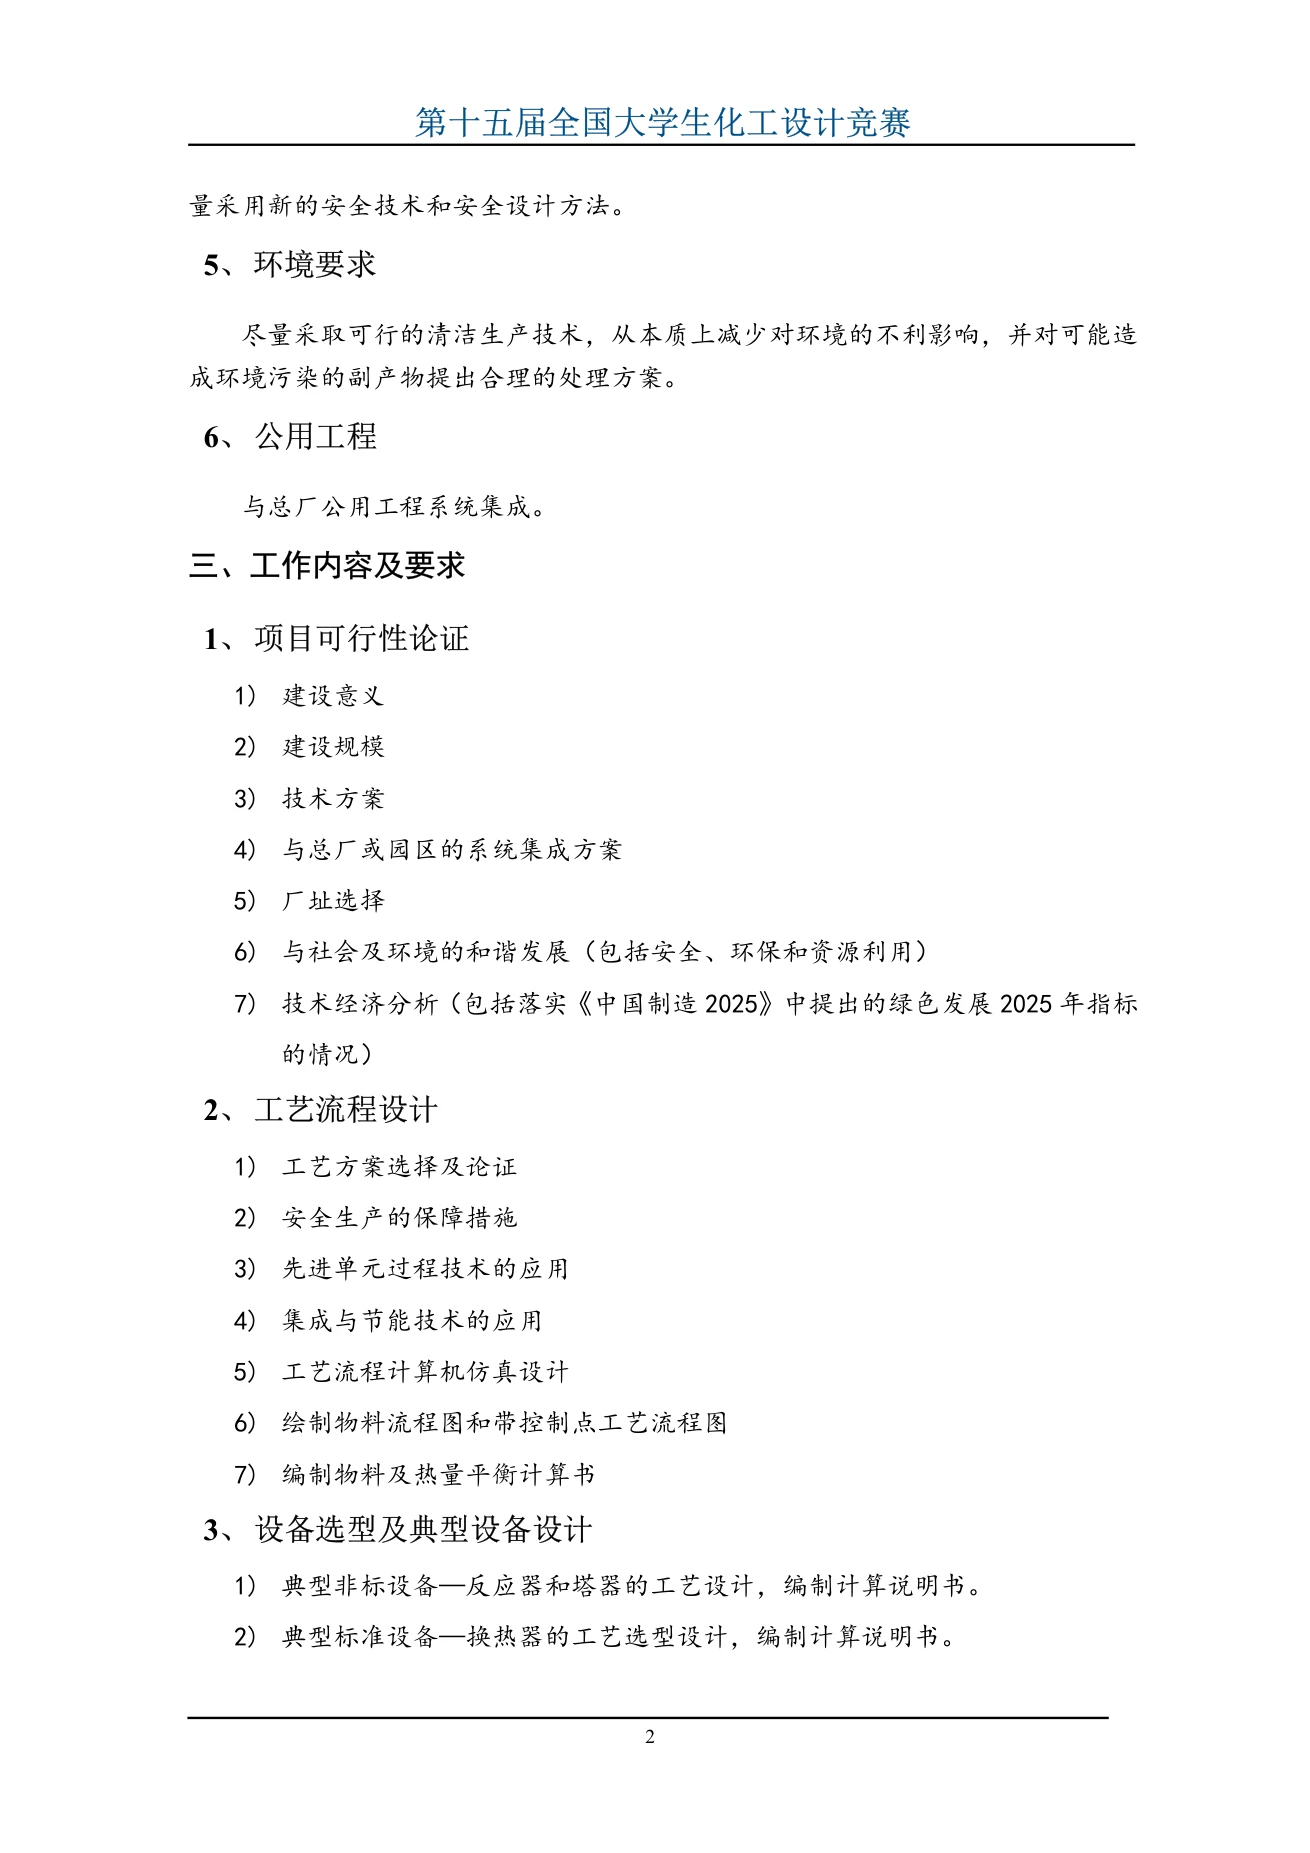 第十五届全国大学生化工设计竞赛
量采用新的安全技术和安全设计方法。
5、环境要求
尽量采取可行的清洁生产技术，从本质上减少对环境的不利影响，并对可能造
成环境污染的副产物提出合理的处理方案。
6、公用工程
与总厂公用工程系统集成。
三、工作内容及要求
1、项目可行性论证
1) 建设意义
2) 建设规模
3) 技术方案
4) 与总厂或园区的系统集成方案
5) 厂址选择
6) 与社会及环境的和谐发展（包括安全、环保和资源利用）
7) 技术经济分析（包括落实《中国制造 2025》中提出的绿色发展 2025 年指标
的情况）
2、工艺流程设计
1) 工艺方案选择及论证
2) 安全生产的保障措施
3) 先进单元过程技术的应用
4) 集成与节能技术的应用
5) 工艺流程计算机仿真设计
6) 绘制物料流程图和带控制点工艺流程图
7) 编制物料及热量平衡计算书
3、设备选型及典型设备设计
1) 典型非标设备—反应器和塔器的工艺设计，编制计算说明书。
2) 典型标准设备—换热器的工艺选型设计，编制计算说明书。
2